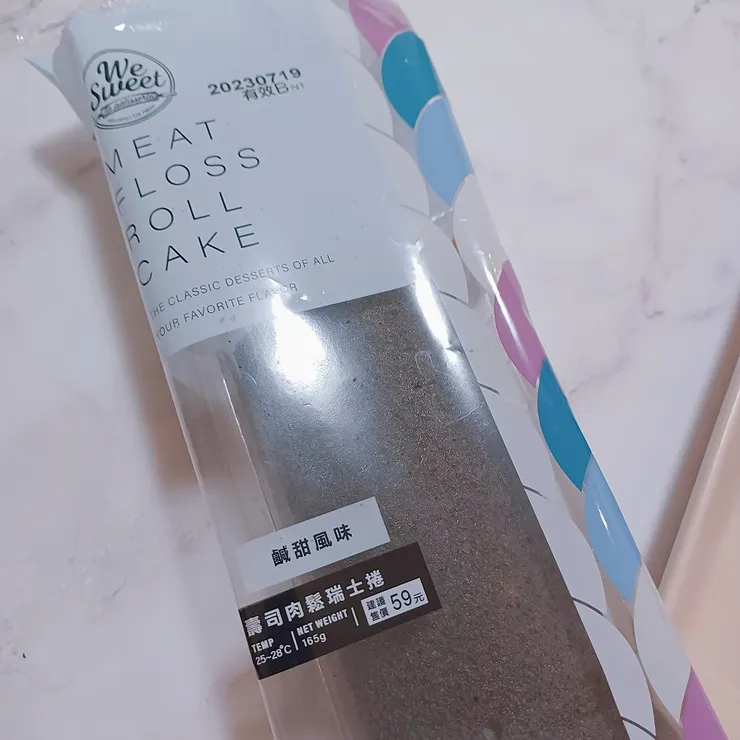 We
Sweet
20230719
有效日 N1
MEAT
FLOSS
ROLL
CAKE
THE CLASSIC DESSERTS OF ALL
YOUR FAVORITE FLAVOR
鹹甜風味
壽司肉鬆瑞士捲
TEMP
25~28°C
NET WEIGHT
165g
建議
售價
59元